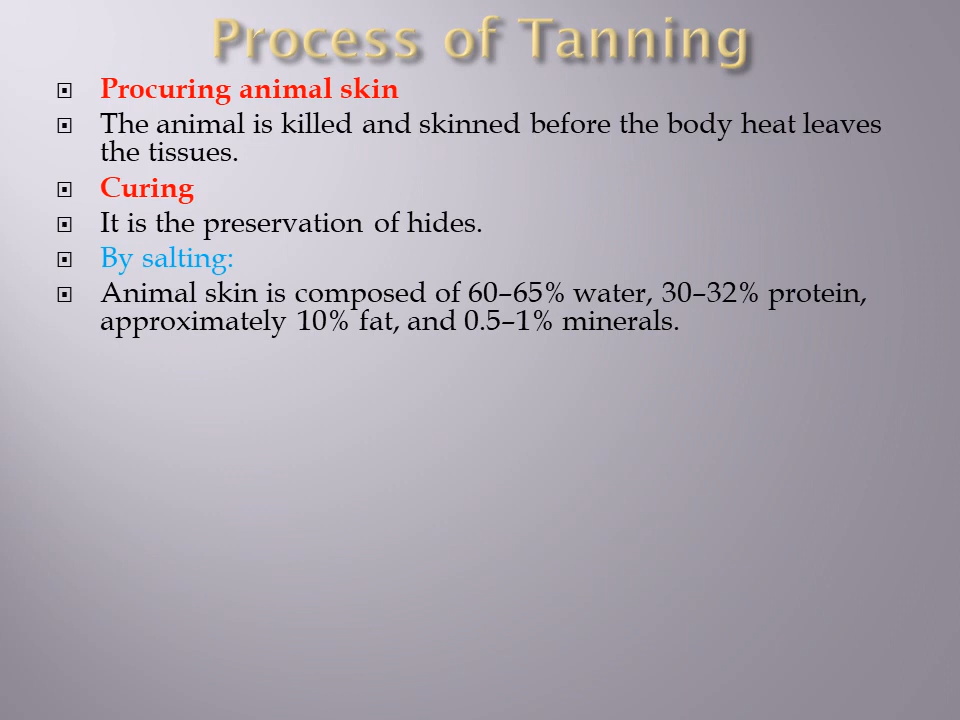 Process of Tanning
Procuring animal skin
The animal is killed and skinned before the body heat leaves
the tissues.
Curing
It is the preservation of hides.
By salting:
Animal skin is composed of 60–65% water, 30–32% protein,
approximately 10% fat, and 0.5–1% minerals.